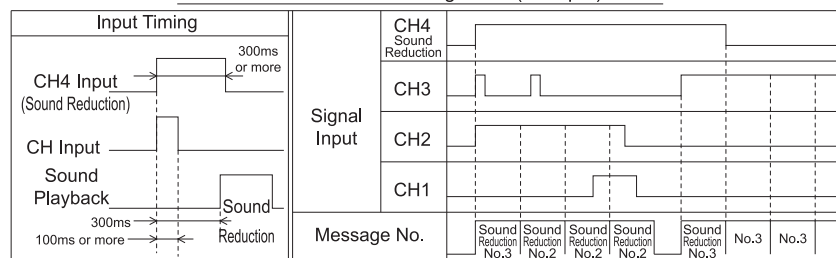 Input Timing
300ms
or more
CH4 Input
(Sound Reduction)
CH Input
Sound
Playback
Sound
Reduction
300ms
100ms or more
Signal
Input
CH4
Sound
Reduction
CH3
CH2
CH1
Message No.
Sound
Reduction
No.3
Sound
Reduction
No.2
Sound
Reduction
No.2
Sound
Reduction
No.2
Sound
Reduction
No.3
No.3
No.3